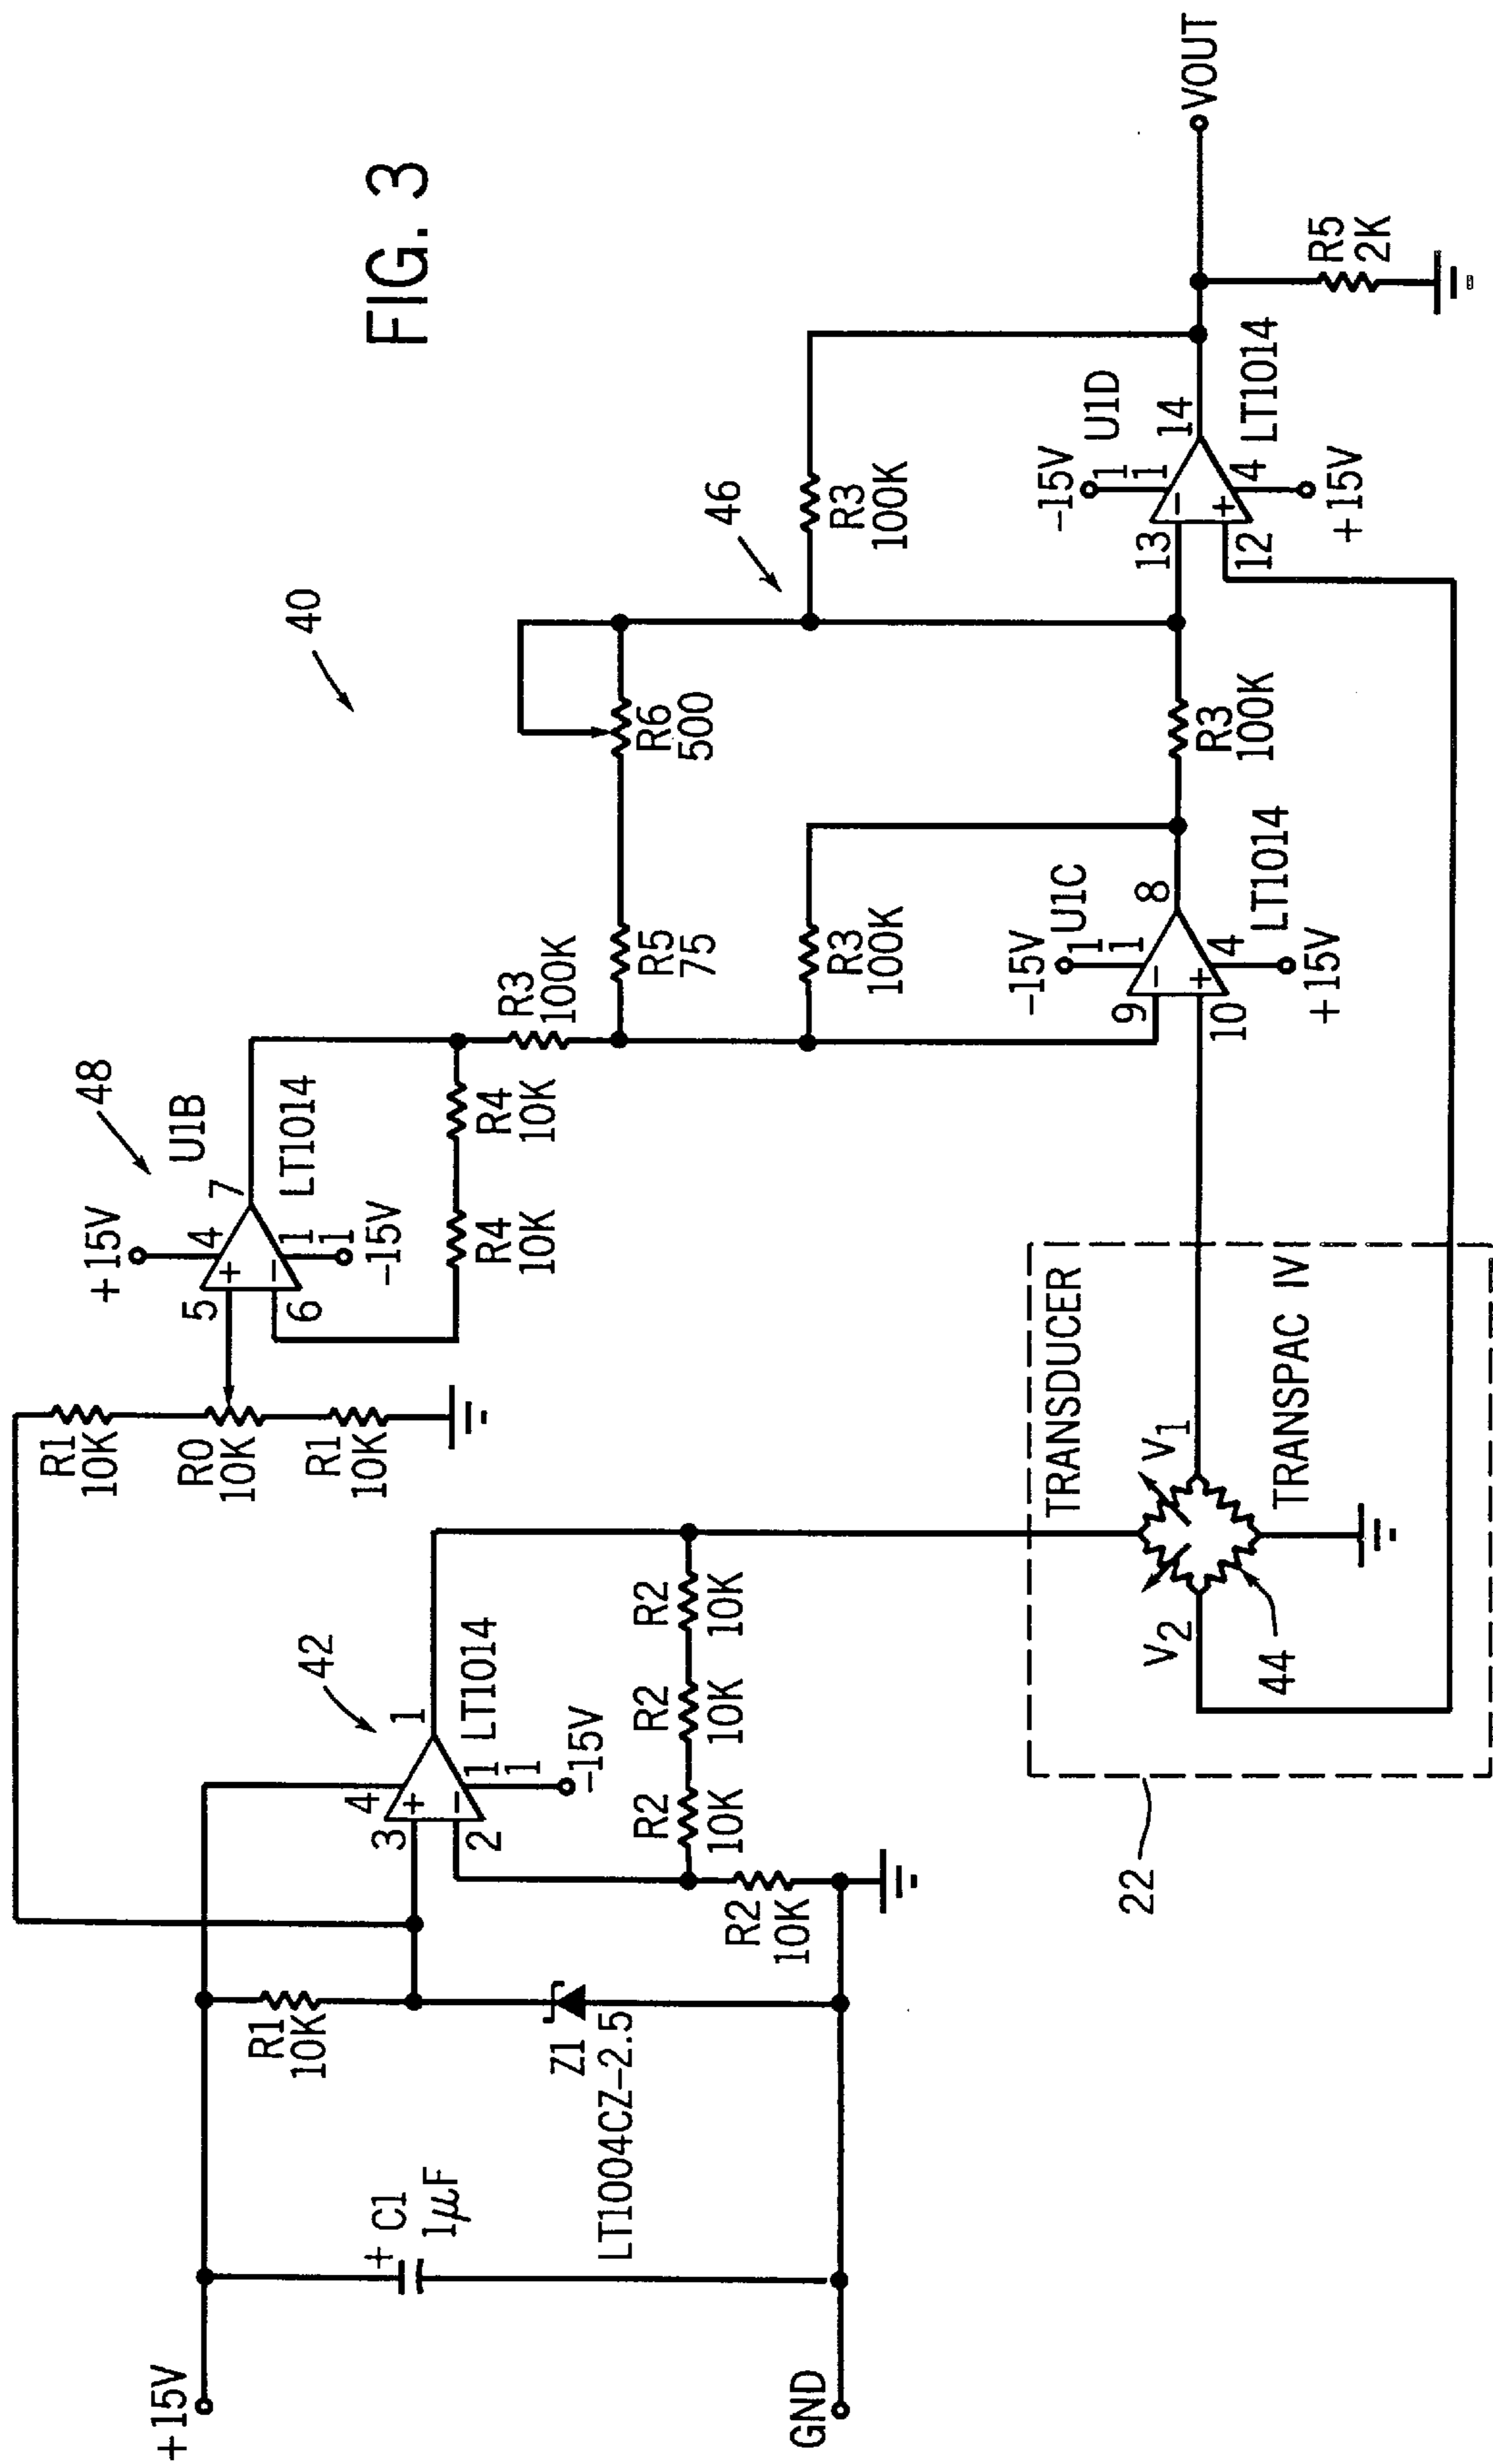 FIG. 3
40
48
46
42
+15V
C1
+
1µF
GND
R1
10K
Z1
LT1004CZ-2.5
3
2
4
+
−
1
1
1
−15V
LT1014
R2
10K
R2
10K
R2
10K
R2
10K
R1
10K
R0
10K
R1
10K
+15V
U1B
5
6
4
+
−
7
1
1
−15V
LT1014
R4
10K
R4
10K
R3
100K
R5
75
R6
500
R3
100K
−15V
U1C
1
1
9
10
−
+
8
4
+15V
LT1014
R3
100K
R3
100K
−15V
U1D
1
1
13
12
−
+
14
4
+15V
LT1014
VOUT
R5
2K
TRANSDUCER
V1
V2
44
TRANSPAC IV
22